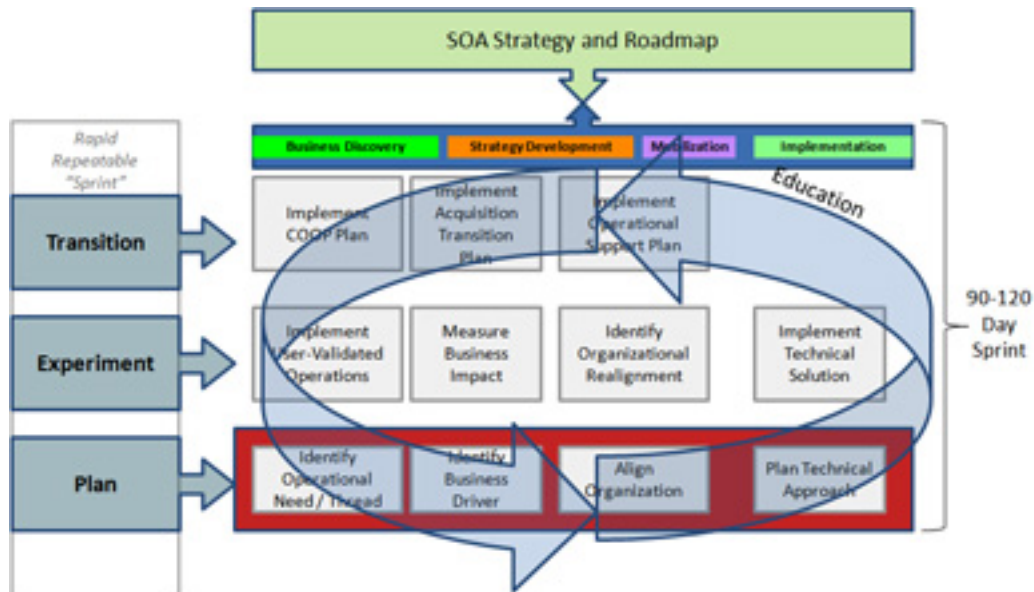 SOA Strategy and Roadmap
Rapid
Repeatable
"Sprint"
Business Discovery
Strategy Development
Mobilization
Implementation
Education
Transition
Implement
COOP Plan
Implement
Acquisition
Transition
Plan
Implement
Operational
Support Plan
90-120
Day
Sprint
Experiment
Implement
User-Validated
Operations
Measure
Business
Impact
Identify
Organizational
Realignment
Implement
Technical
Solution
Plan
Identify
Operational
Need / Thread
Identify
Business
Driver
Align
Organization
Plan Technical
Approach